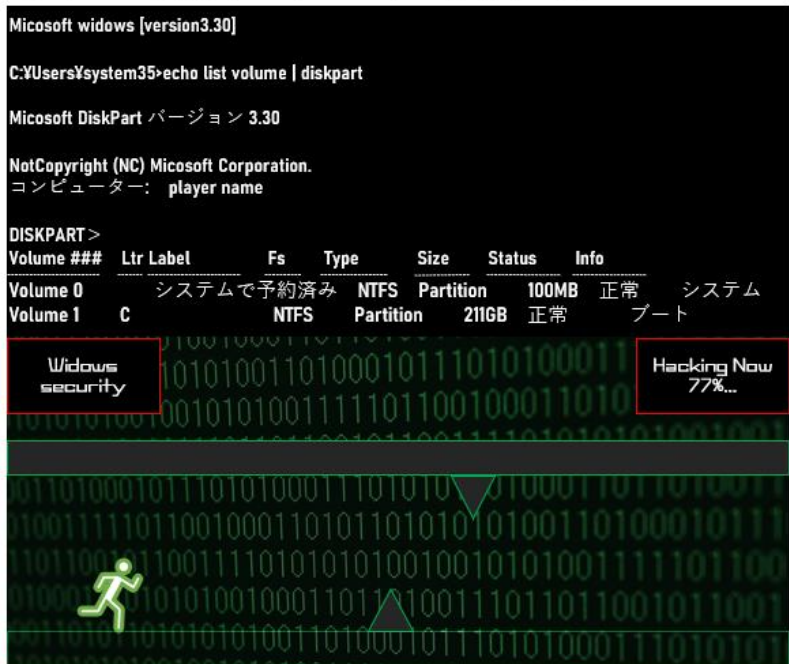 Micosoft widows [version3.30]
C:¥Users¥system35>echo list volume | diskpart
Micosoft DiskPart バージョン 3.30
NotCopyright (NC) Micosoft Corporation.
コンピューター: player name
DISKPART>
Volume ### Ltr Label Fs Type Size Status Info
Volume 0 システムで予約済み NTFS Partition 100MB 正常 システム
Volume 1 C NTFS Partition 211GB 正常 ブート
Widows
security
Hacking Now
77%...